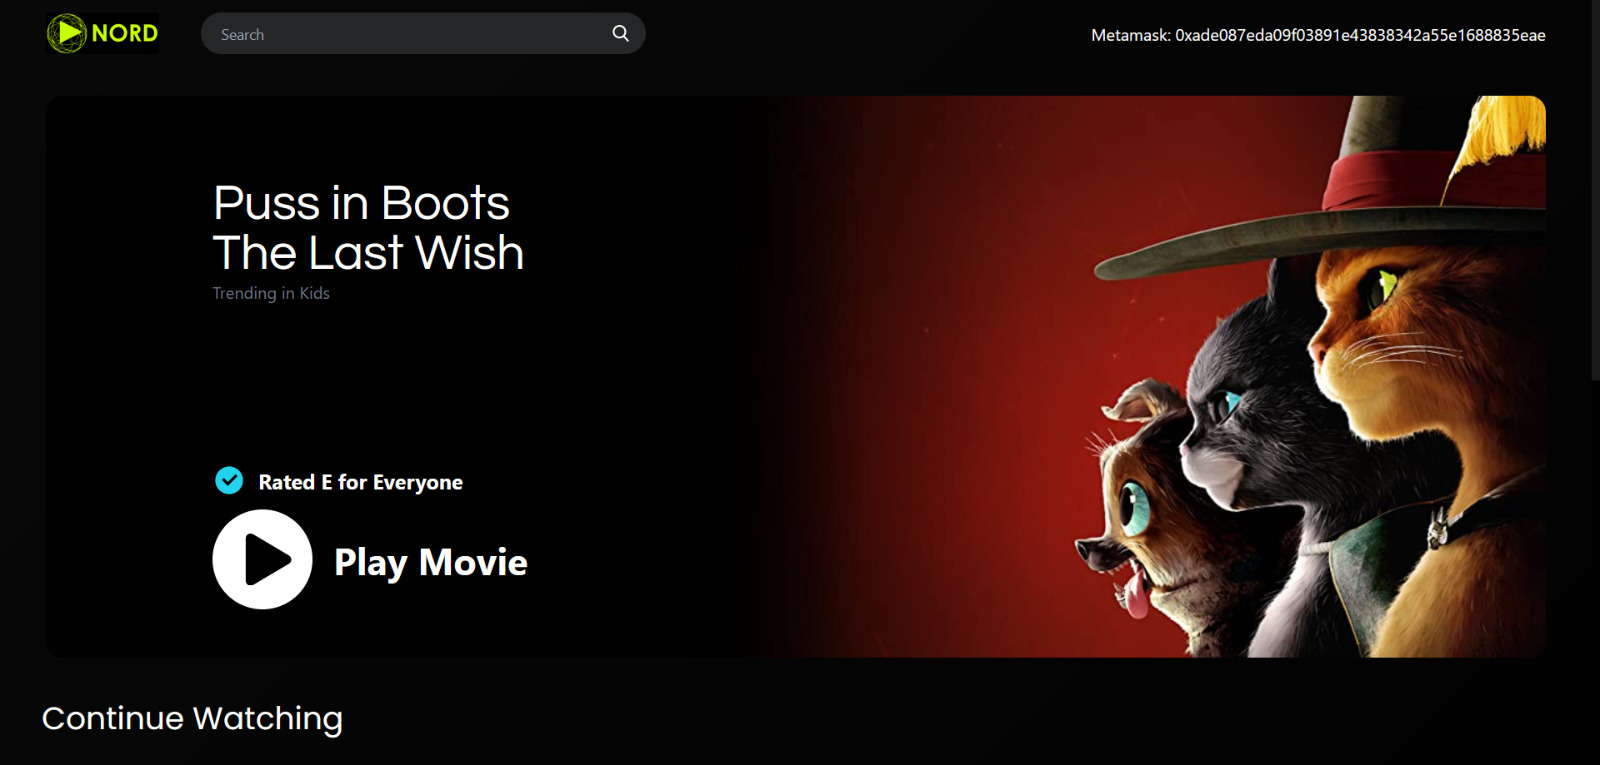 NORD
Search
Metamask: 0xade087eda09f03891e43838342a55e1688835eae
Puss in Boots
The Last Wish
Trending in Kids
Rated E for Everyone
Play Movie
Continue Watching